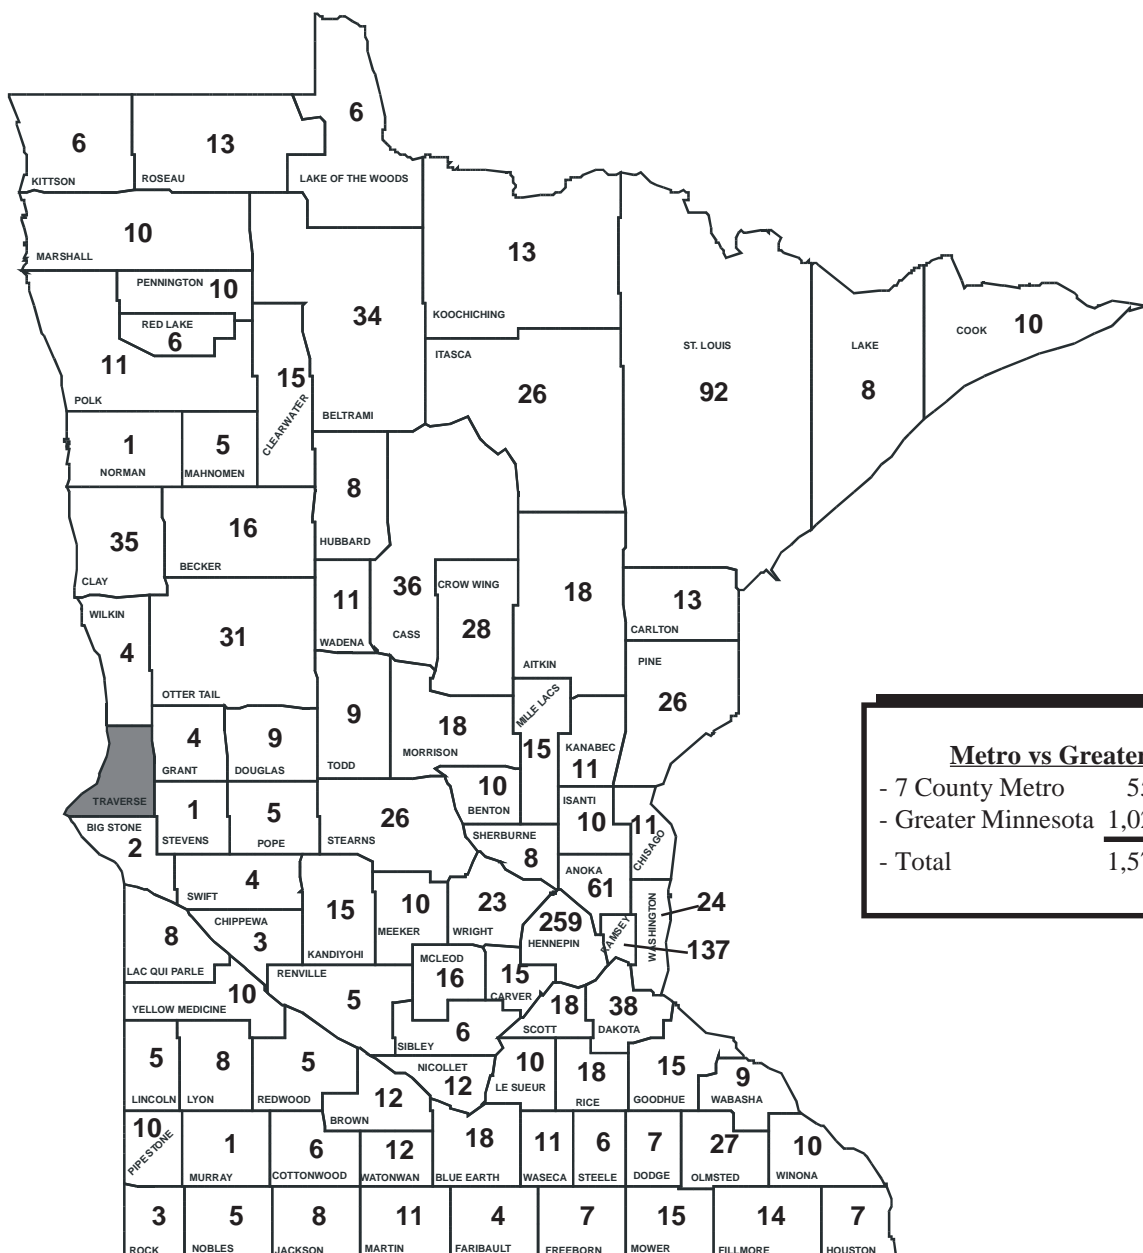 6
6
KITTSON
13
ROSEAU
LAKE OF THE WOODS
10
MARSHALL
13
KOOCHICHING
PENNINGTON 10
RED LAKE
6
11
POLK
34
BELTRAMI
15
CLEARWATER
ITASCA
26
ST. LOUIS
92
LAKE
8
COOK 10
1
NORMAN
5
MAHNOMEN
8
HUBBARD
35
CLAY
16
BECKER
WILKIN
4
31
OTTER TAIL
11
WADENA
36
CASS
CROW WING
28
18
AITKIN
13
CARLTON
PINE
26
TRAVERSE
4
GRANT
9
DOUGLAS
9
TODD
18
MORRISON
MILLE LACS
15
KANABEC
11
BIG STONE
2
1
STEVENS
5
POPE
26
STEARNS
10
BENTON
SHERBURNE
8
ISANTI
10
11
CHISAGO
4
SWIFT
ANOKA
61
8
LAC QUI PARLE
CHIPPEWA
3
15
KANDIYOHI
10
MEEKER
23
WRIGHT
259
HENNEPIN
RAMSEY
WASHINGTON
24
137
10
YELLOW MEDICINE
RENVILLE
5
MCLEOD
16
15
CARVER
6
SIBLEY
18
SCOTT
38
DAKOTA
5
LINCOLN
8
LYON
5
REDWOOD
12
BROWN
NICOLLET
12
10
LE SUEUR
18
RICE
15
GOODHUE
9
WABASHA
10
PIPESTONE
1
MURRAY
6
COTTONWOOD
12
WATONWAN
18
BLUE EARTH
11
WASECA
6
STEELE
7
DODGE
27
OLMSTED
10
WINONA
3
ROCK
5
NOBLES
8
JACKSON
11
MARTIN
4
FARIBAULT
7
FREEBORN
15
MOWER
14
FILLMORE
7
HOUSTON
Metro vs Greater
- 7 County Metro
- Greater Minnesota
- Total